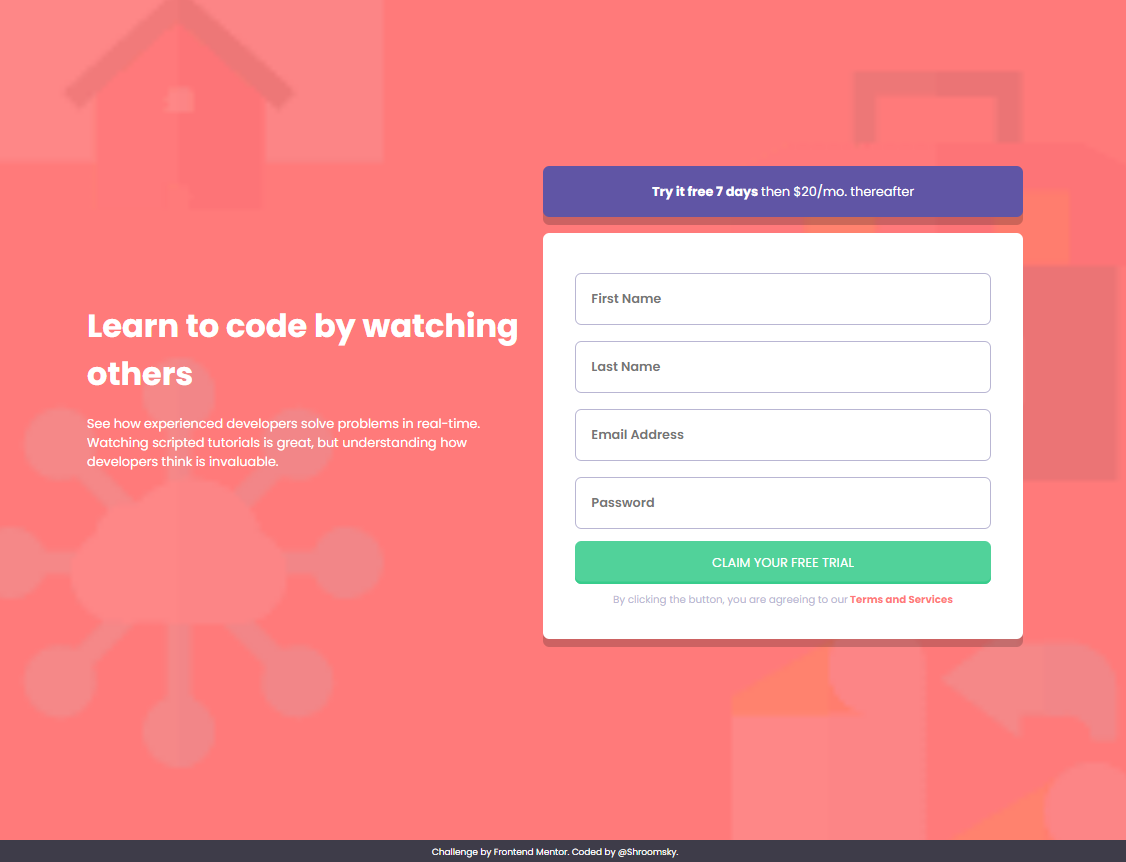 Try it free 7 days then $20/mo. thereafter
Learn to code by watching
others
See how experienced developers solve problems in real-time.
Watching scripted tutorials is great, but understanding how
developers think is invaluable.
First Name
Last Name
Email Address
Password
CLAIM YOUR FREE TRIAL
By clicking the button, you are agreeing to our Terms and Services
Challenge by Frontend Mentor. Coded by @Shroomsky.